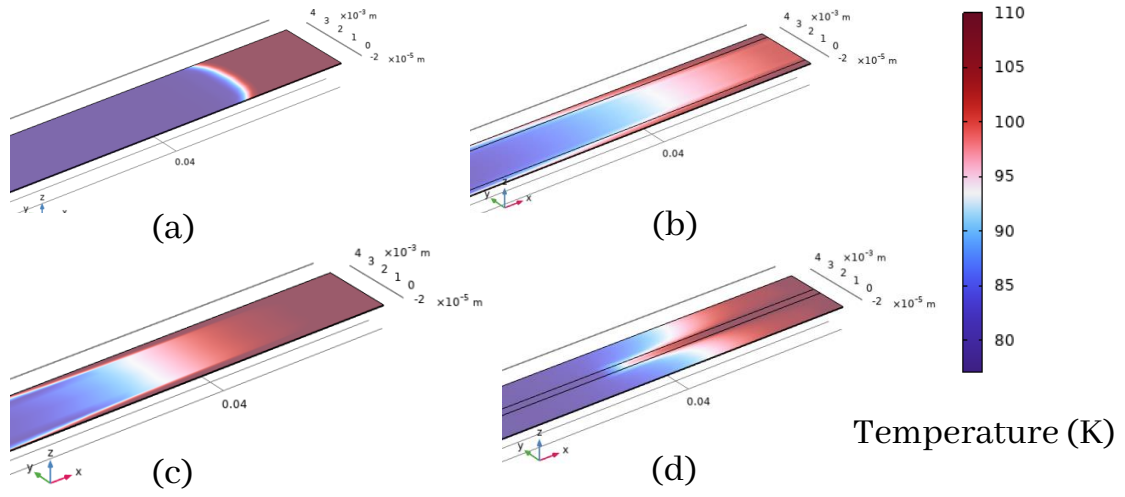 4 3 2 1 0 -2 ×10⁻³ m ×10⁻⁵ m
0.04
z
y x
(a)
4 3 2 1 0 -2 ×10⁻³ m ×10⁻⁵ m
0.04
z
y x
(b)
110
105
100
95
90
85
80
4 3 2 1 0 -2 ×10⁻³ m ×10⁻⁵ m
0.04
z
y x
(c)
4 3 2 1 0 -2 ×10⁻³ m ×10⁻⁵ m
0.04
z
y x
(d)
Temperature (K)